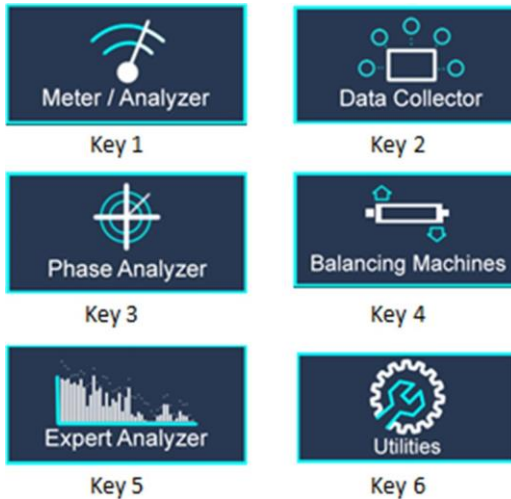 Meter / Analyzer
Data Collector
Key 1
Key 2
Phase Analyzer
Balancing Machines
Key 3
Key 4
Expert Analyzer
Utilities
Key 5
Key 6